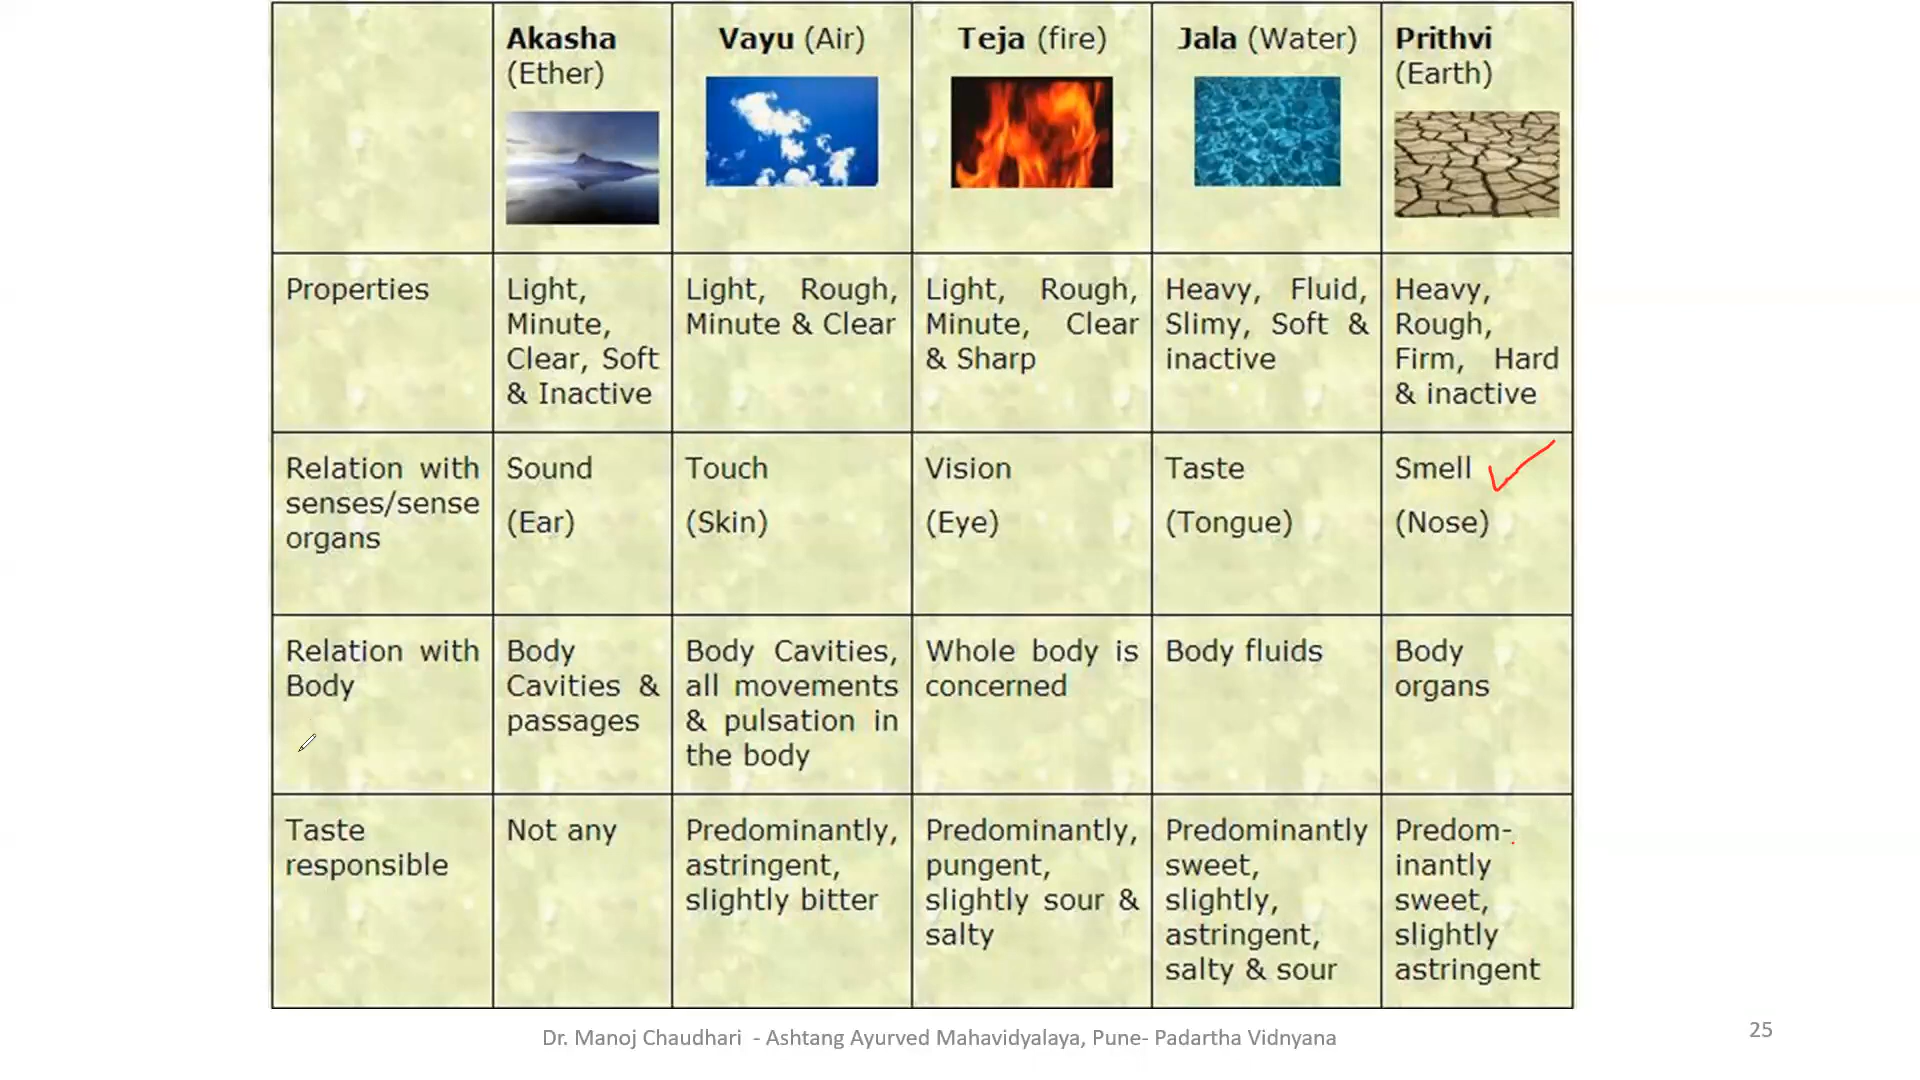 Akasha
(Ether)
Vayu (Air)
Teja (fire)
Jala (Water)
Prithvi
(Earth)
Properties
Light,
Minute,
Clear, Soft
& Inactive
Light, Rough,
Minute & Clear
Light, Rough,
Minute, Clear
& Sharp
Heavy, Fluid,
Slimy, Soft &
inactive
Heavy,
Rough,
Firm, Hard
& inactive
Relation with
senses/sense
organs
Sound
(Ear)
Touch
(Skin)
Vision
(Eye)
Taste
(Tongue)
Smell
(Nose)
Relation with
Body
Body
Cavities &
passages
Body Cavities,
all movements
& pulsation in
the body
Whole body is
concerned
Body fluids
Body
organs
Taste
responsible
Not any
Predominantly,
astringent,
slightly bitter
Predominantly,
pungent,
slightly sour &
salty
Predominantly
sweet,
slightly,
astringent,
salty & sour
Predom-
inantly
sweet,
slightly
astringent
Dr. Manoj Chaudhari - Ashtang Ayurved Mahavidyalaya, Pune- Padartha Vidnyana
25